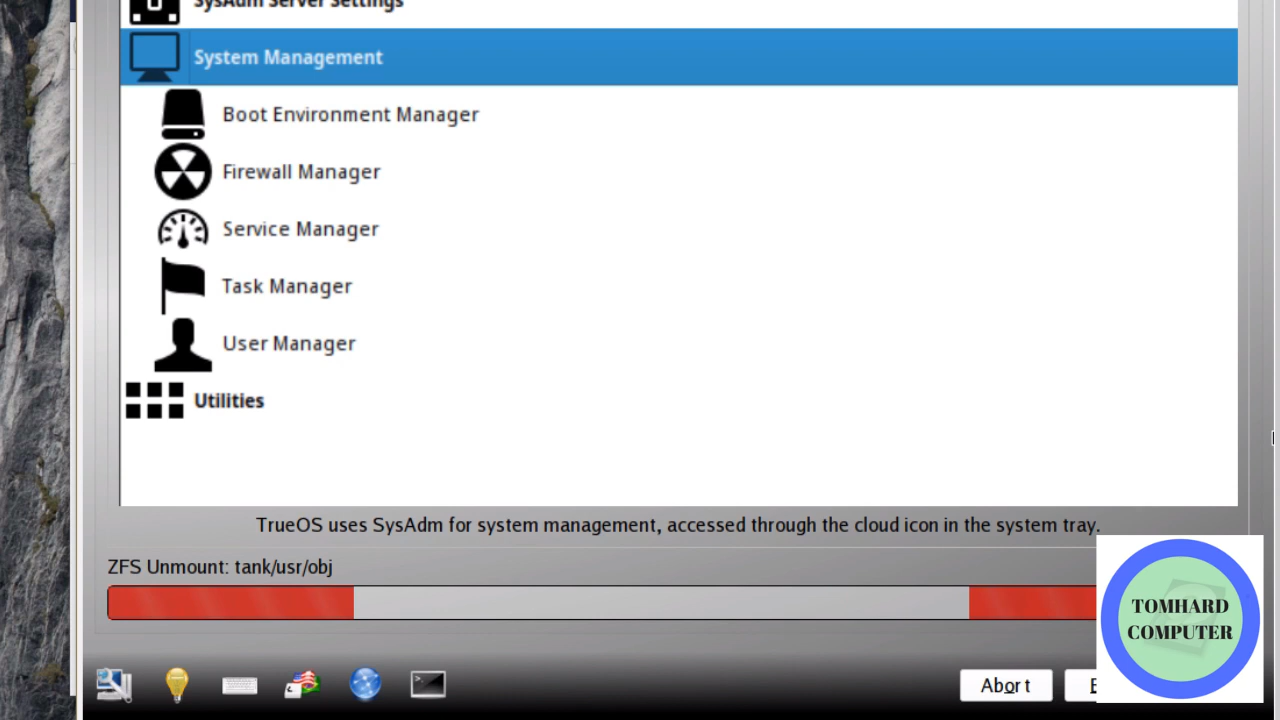 SysAdm Server Settings
System Management
Boot Environment Manager
Firewall Manager
Service Manager
Task Manager
User Manager
Utilities
TrueOS uses SysAdm for system management, accessed through the cloud icon in the system tray.
ZFS Unmount: tank/usr/obj
TOMHARD
COMPUTER
Abort